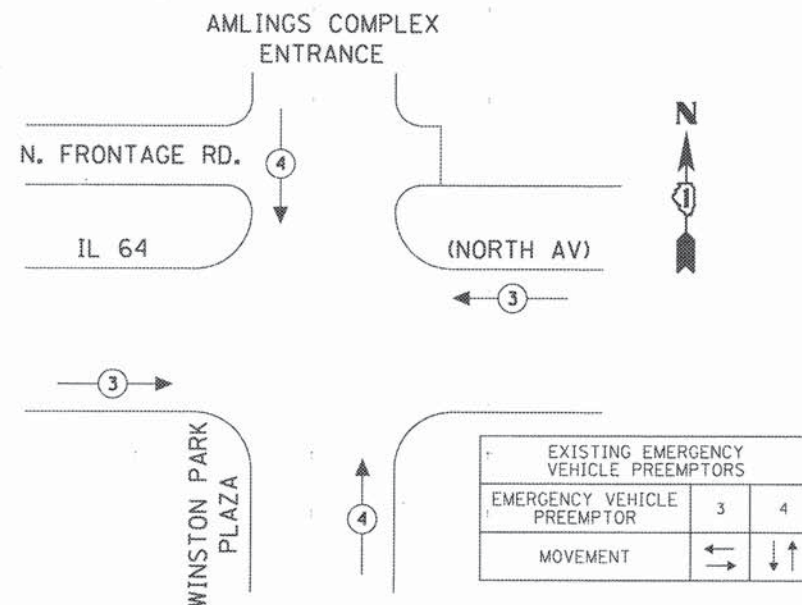 AMLINGS COMPLEX
ENTRANCE
N
N. FRONTAGE RD.
4
1
IL 64
(NORTH AV)
3
3
WINSTON PARK
PLAZA
4
EXISTING EMERGENCY
VEHICLE PREEMPTORS
EMERGENCY VEHICLE
PREEMPTOR
3
4
MOVEMENT